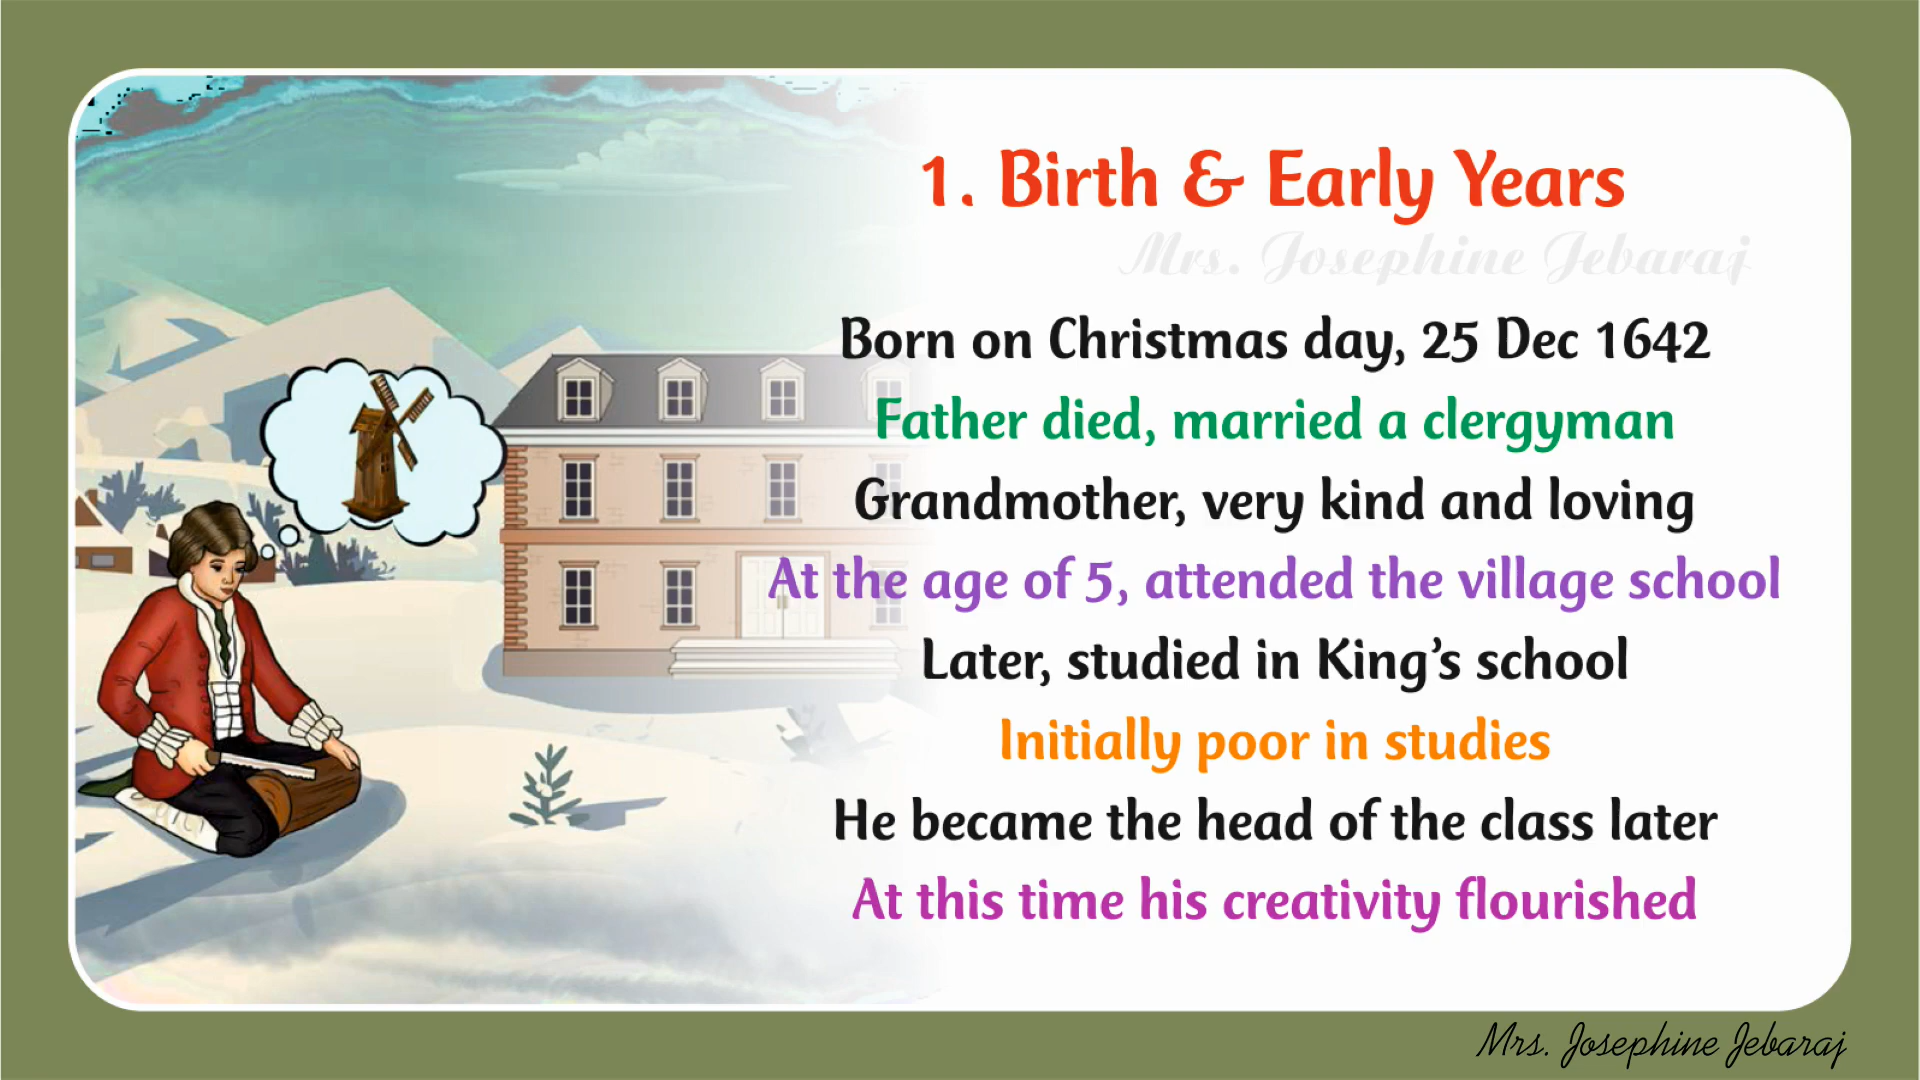 1. Birth & Early Years
Mrs. Josephine Jebaraj
Born on Christmas day, 25 Dec 1642
Father died, married a clergyman
Grandmother, very kind and loving
At the age of 5, attended the village school
Later, studied in King’s school
Initially poor in studies
He became the head of the class later
At this time his creativity flourished
Mrs. Josephine Jebaraj